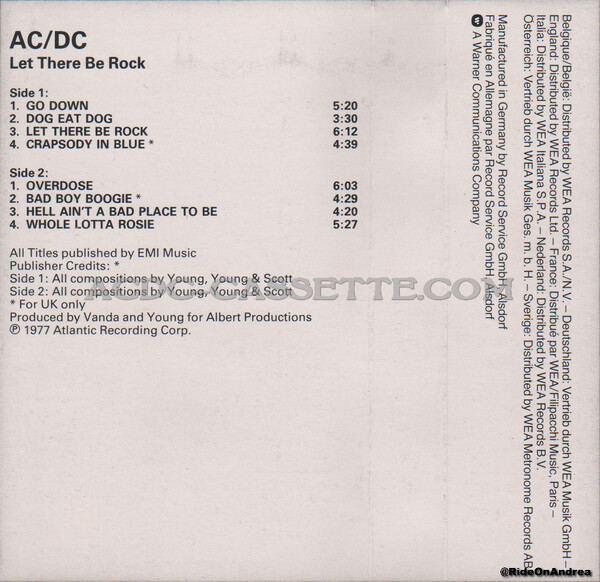 AC/DC
Let There Be Rock
Side 1:
1. GO DOWN 5:20
2. DOG EAT DOG 3:30
3. LET THERE BE ROCK 6:12
4. CRAPSODY IN BLUE * 4:39
Side 2:
1. OVERDOSE 6:03
2. BAD BOY BOOGIE * 4:29
3. HELL AIN'T A BAD PLACE TO BE 4:20
4. WHOLE LOTTA ROSIE 5:27
All Titles published by EMI Music
Publisher Credits: *
Side 1: All compositions by Young, Young & Scott
Side 2: All compositions by Young, Young & Scott
* For UK only
Produced by Vanda and Young for Albert Productions
℗ 1977 Atlantic Recording Corp.
ACDC-CASSETTE.COM
Belgique/België: Distributed by WEA Records S.A./N.V. – Deutschland: Vertrieb durch WEA Musik GmbH –
England: Distributed by WEA Records Ltd. – France: Distribué par WEA/Filipacchi Music, Paris –
Italia: Distributed by WEA Italiana S.P.A. – Nederland: Distributed by WEA Records B.V.
Österreich: Vertrieb durch WEA Musik Ges. m. b. H. – Sverige: Distributed by WEA Metronome Records AB
Manufactured in Germany by Record Service GmbH, Alsdorf
Fabriqué en Allemagne par Record Service GmbH, Alsdorf
A Warner Communications Company
@RideOnAndrea